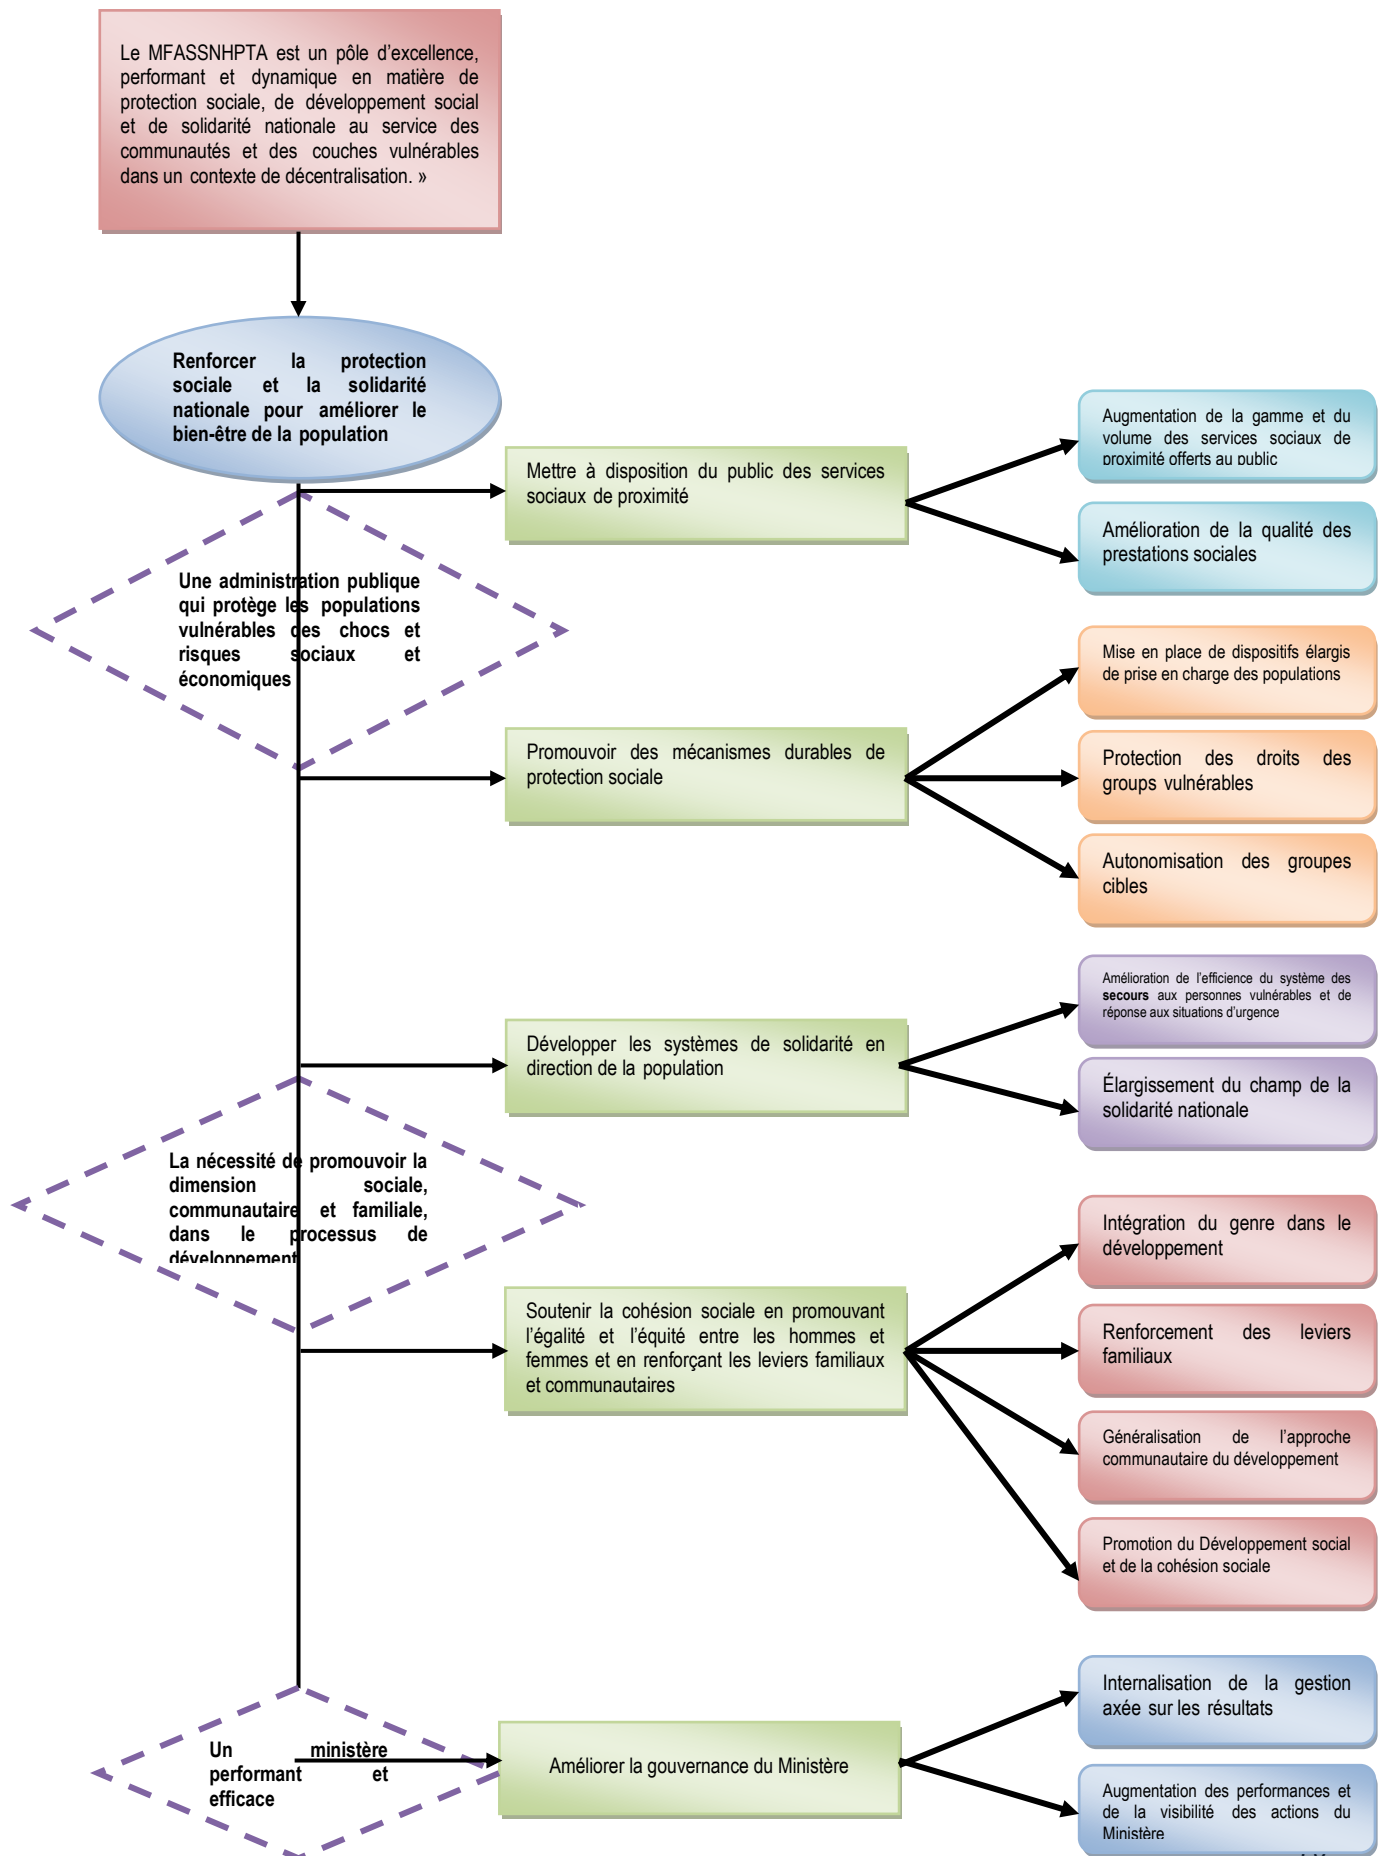 Le MFASSNHPTA est un pôle d'excellence,
performant et dynamique en matière de
protection sociale, de développement social
et de solidarité nationale au service des
communautés et des couches vulnérables
dans un contexte de décentralisation. »
Renforcer la protection
sociale et la solidarité
nationale pour améliorer le
bien-être de la population
Mettre à disposition du public des services
sociaux de proximité
Augmentation de la gamme et du
volume des services sociaux de
proximité offerts au public
Amélioration de la qualité des
prestations sociales
Une administration publique
qui protège les populations
vulnérables des chocs et
risques sociaux et
économiques
Promouvoir des mécanismes durables de
protection sociale
Mise en place de dispositifs élargis
de prise en charge des populations
Protection des droits des
groups vulnérables
Autonomisation des groupes
cibles
Développer les systèmes de solidarité en
direction de la population
Amélioration de l'efficience du système des
secours aux personnes vulnérables et de
réponse aux situations d'urgence
Élargissement du champ de la
solidarité nationale
La nécessité de promouvoir la
dimension sociale,
communautaire et familiale,
dans le processus de
développement
Soutenir la cohésion sociale en promouvant
l'égalité et l'équité entre les hommes et
femmes et en renforçant les leviers familiaux
et communautaires
Intégration du genre dans le
développement
Renforcement des leviers
familiaux
Généralisation de l'approche
communautaire du développement
Promotion du Développement social
et de la cohésion sociale
Un ministère
performant et
efficace
Améliorer la gouvernance du Ministère
Internalisation de la gestion
axée sur les résultats
Augmentation des performances et
de la visibilité des actions du
Ministère